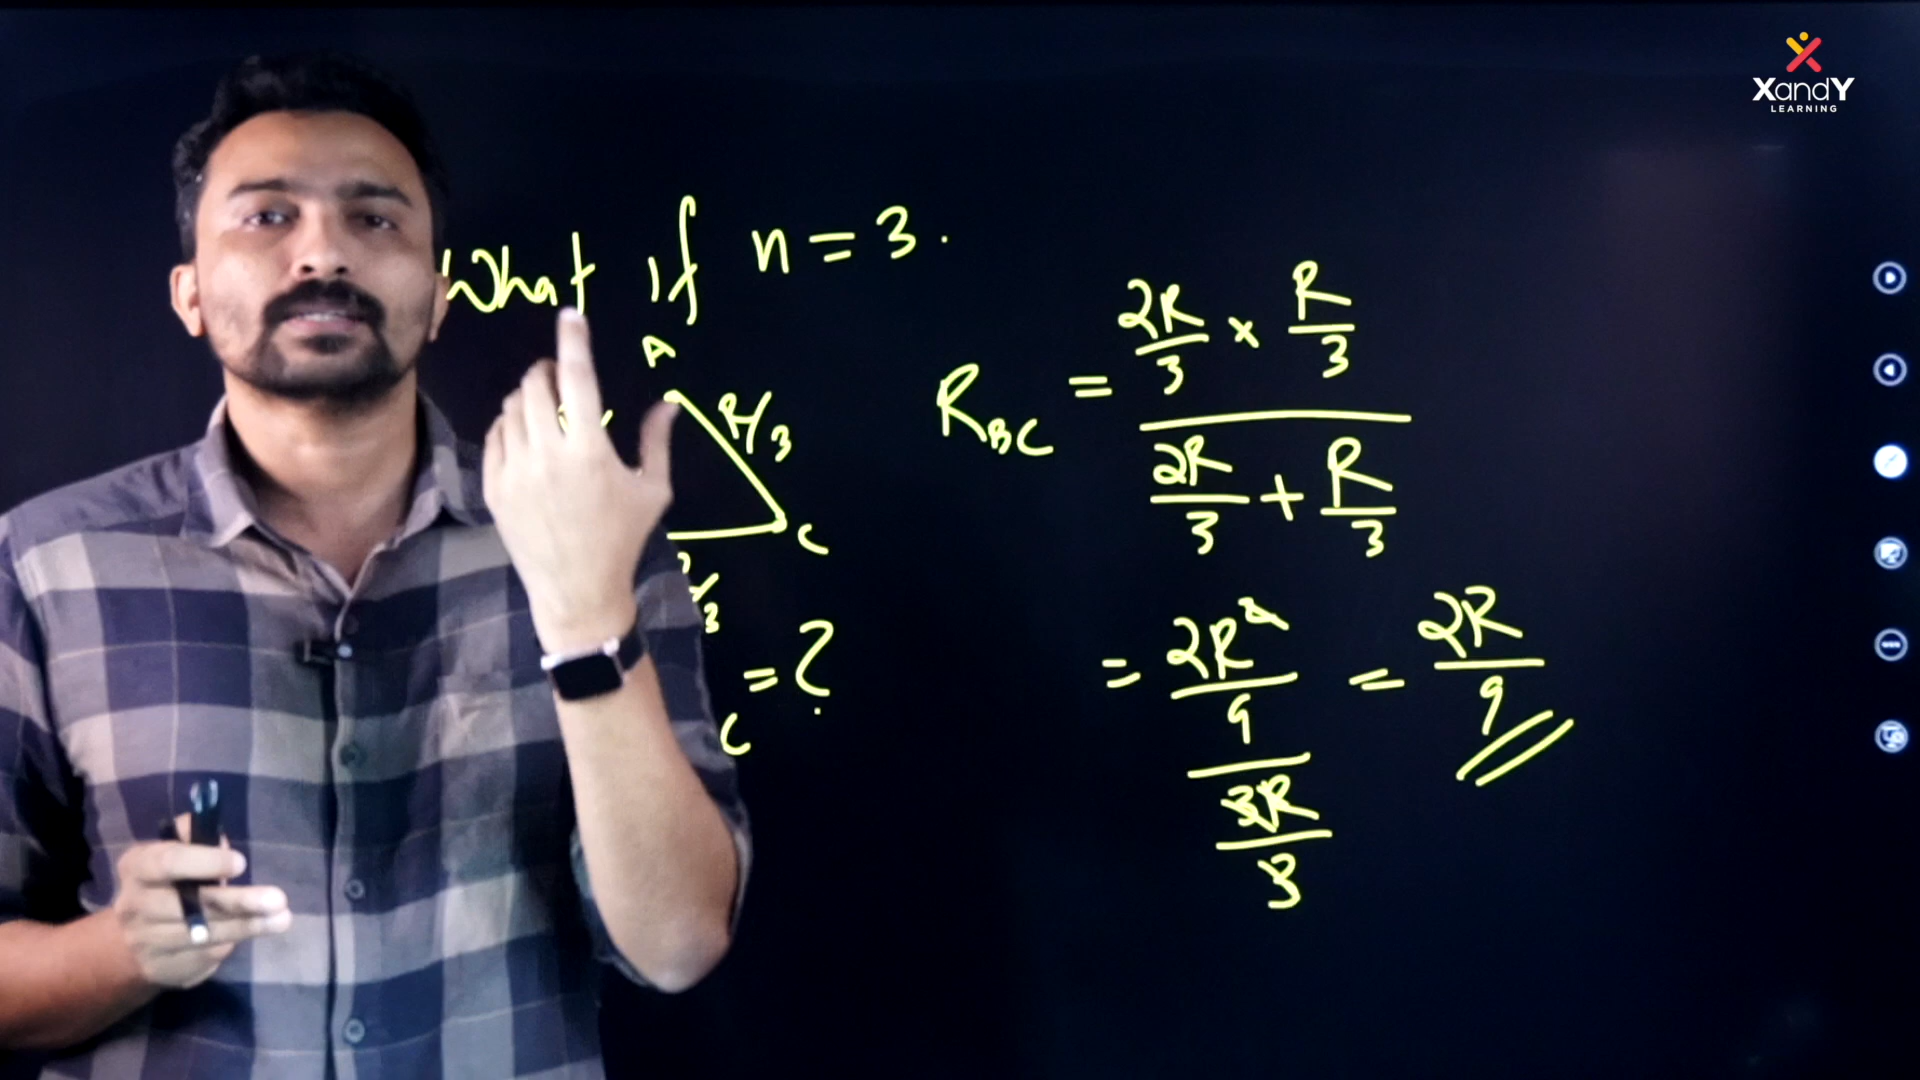 XandY
LEARNING
What if n = 3.
A
R/3
C
R/3
= ?
C
R_BC = (2R/3 × R/3) / (2R/3 + R/3)
= (2R²/9) / (3R/3) = 2R/9